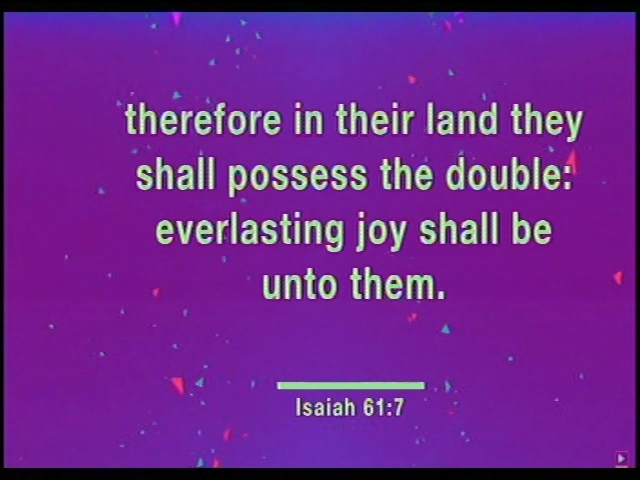 therefore in their land they
shall possess the double:
everlasting joy shall be
unto them.
Isaiah 61:7